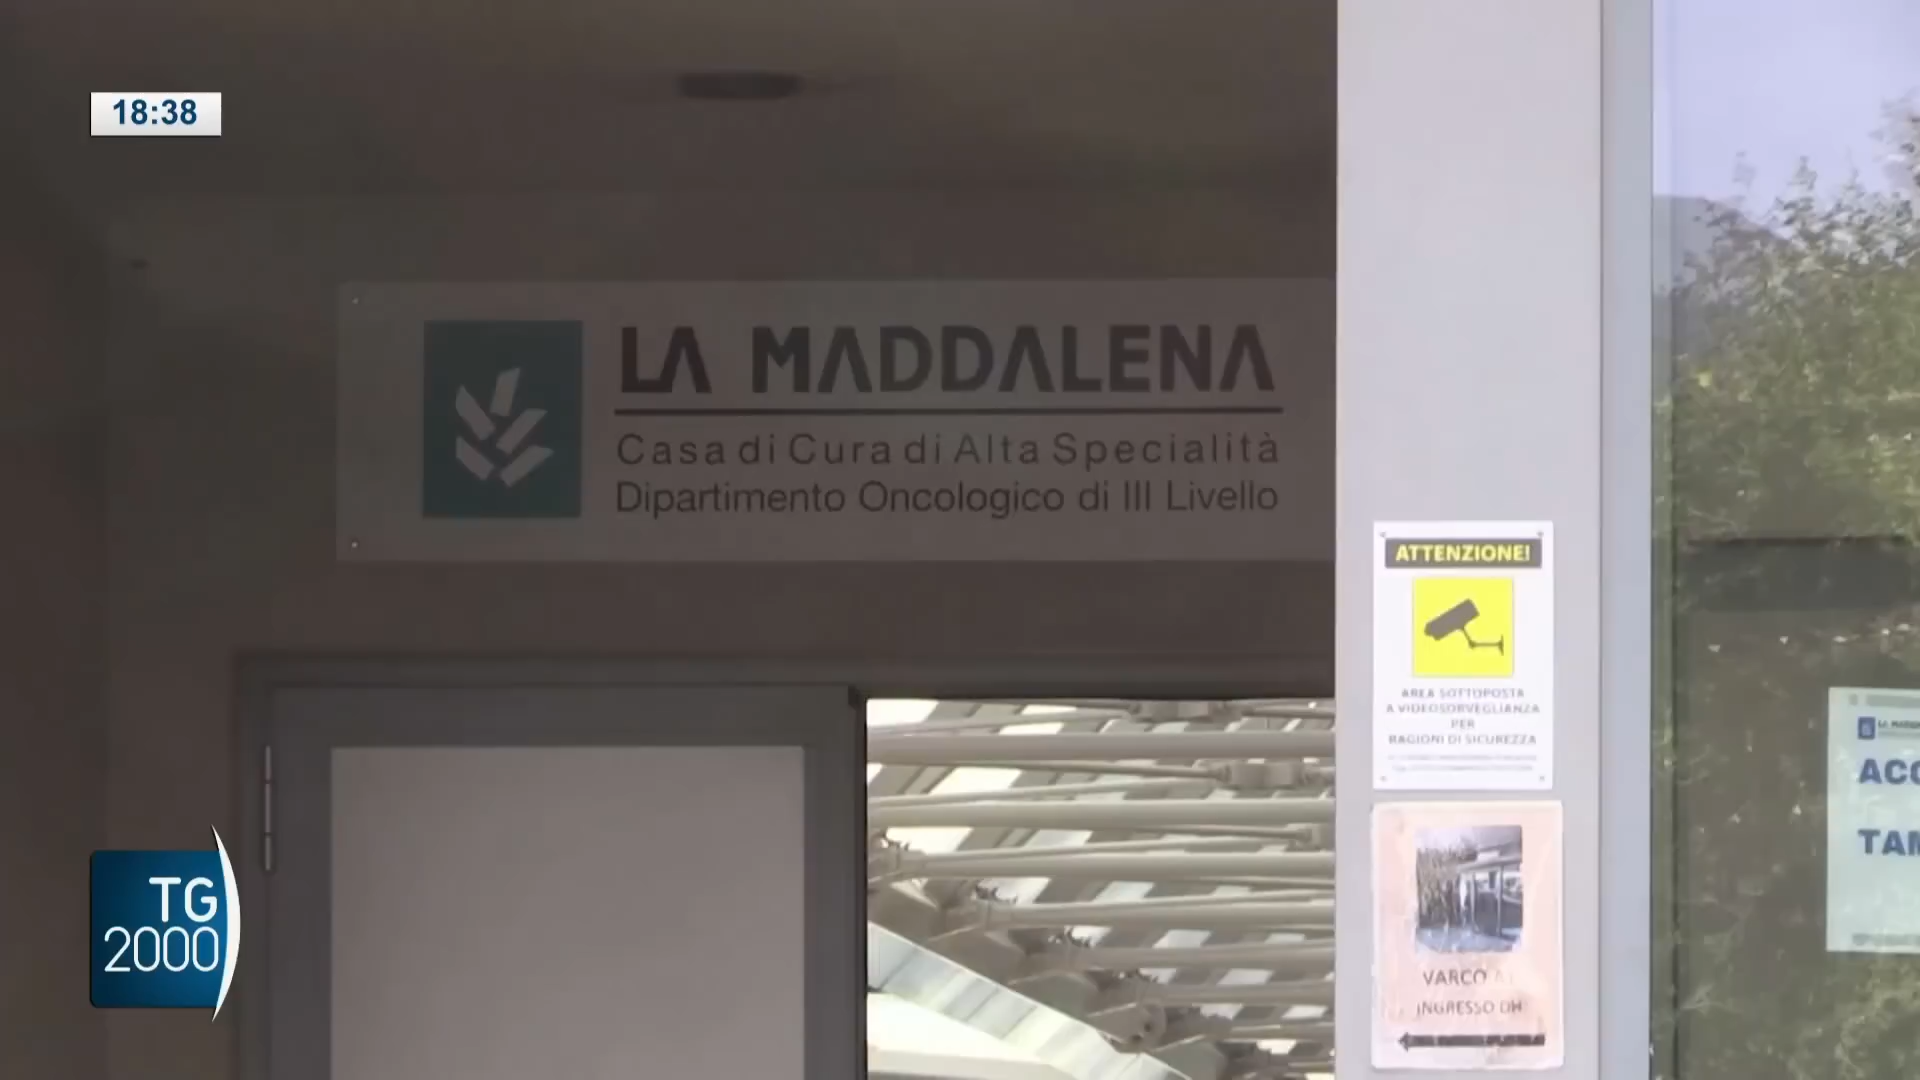 18:38
LA MADDALENA
Casa di Cura di Alta Specialità
Dipartimento Oncologico di III Livello
ATTENZIONE!
AREA SOTTOPOSTA
A VIDEOSORVEGLIANZA
PER
RAGIONI DI SICUREZZA
VARCO
INGRESSO DH
TG
2000